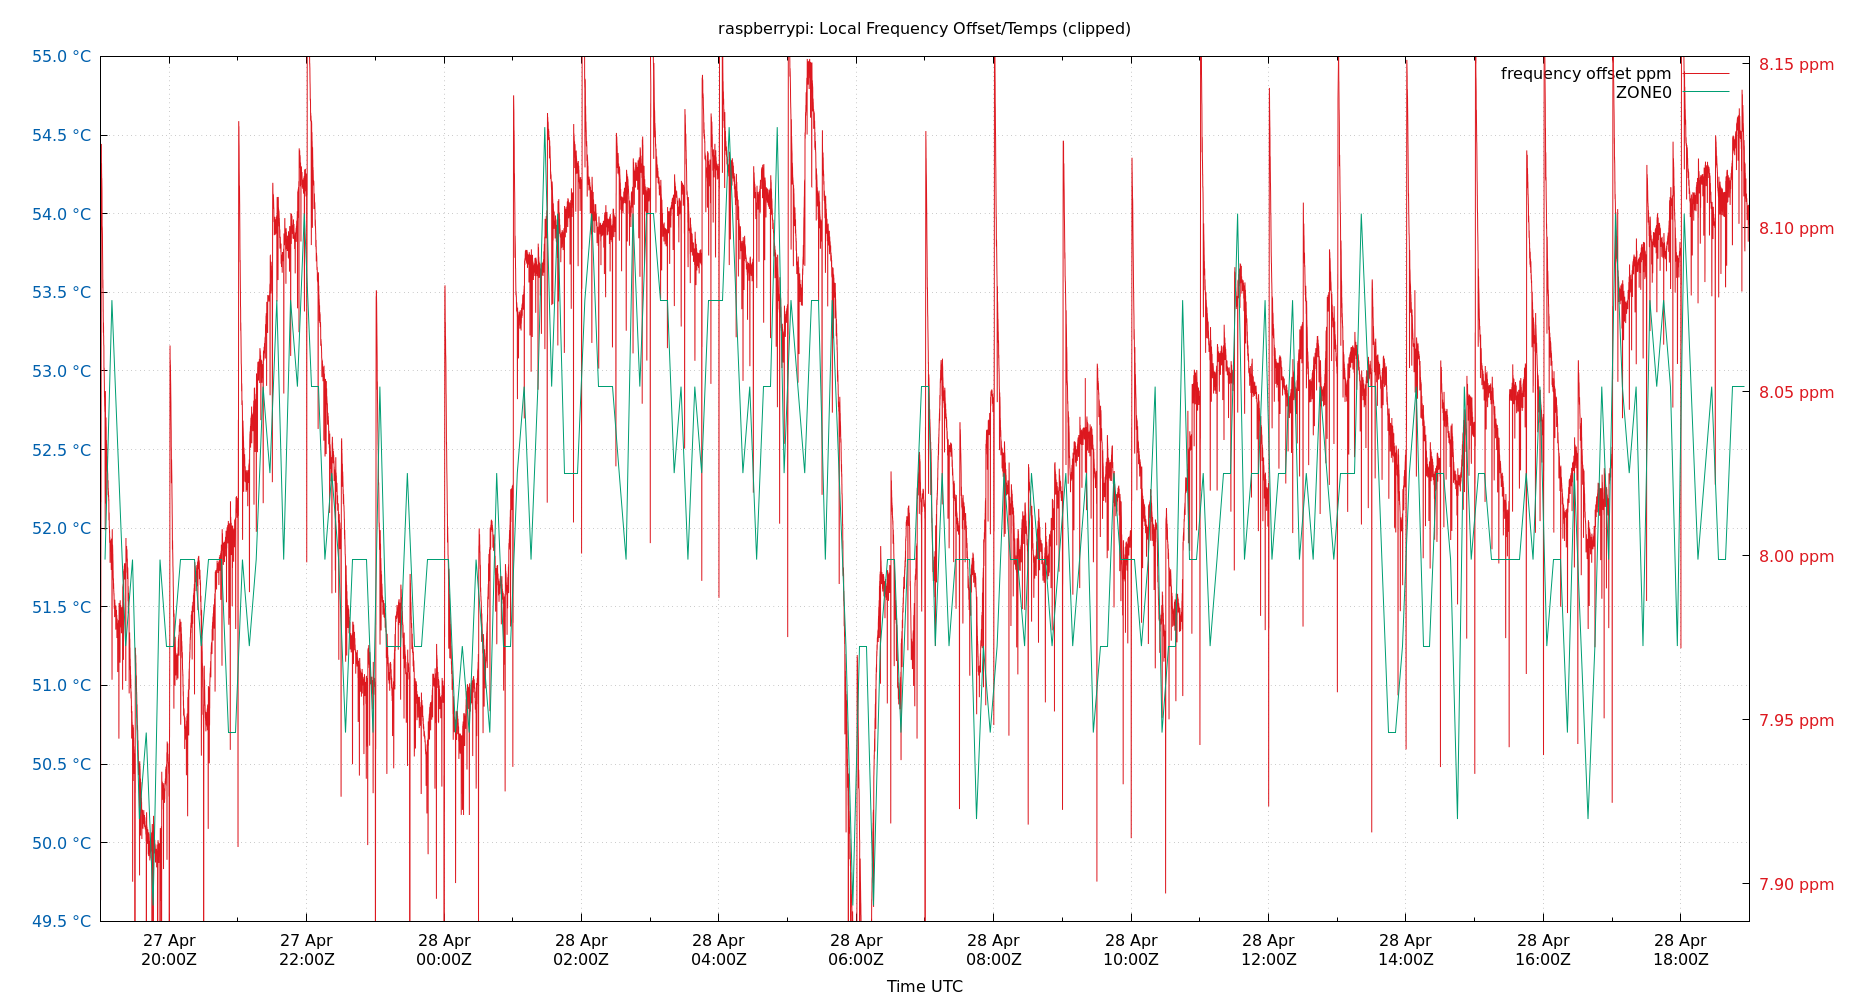 raspberrypi: Local Frequency Offset/Temps (clipped)
frequency offset ppm
ZONE0
55.0 °C
54.5 °C
54.0 °C
53.5 °C
53.0 °C
52.5 °C
52.0 °C
51.5 °C
51.0 °C
50.5 °C
50.0 °C
49.5 °C
8.15 ppm
8.10 ppm
8.05 ppm
8.00 ppm
7.95 ppm
7.90 ppm
27 Apr
20:00Z
27 Apr
22:00Z
28 Apr
00:00Z
28 Apr
02:00Z
28 Apr
04:00Z
28 Apr
06:00Z
28 Apr
08:00Z
28 Apr
10:00Z
28 Apr
12:00Z
28 Apr
14:00Z
28 Apr
16:00Z
28 Apr
18:00Z
Time UTC